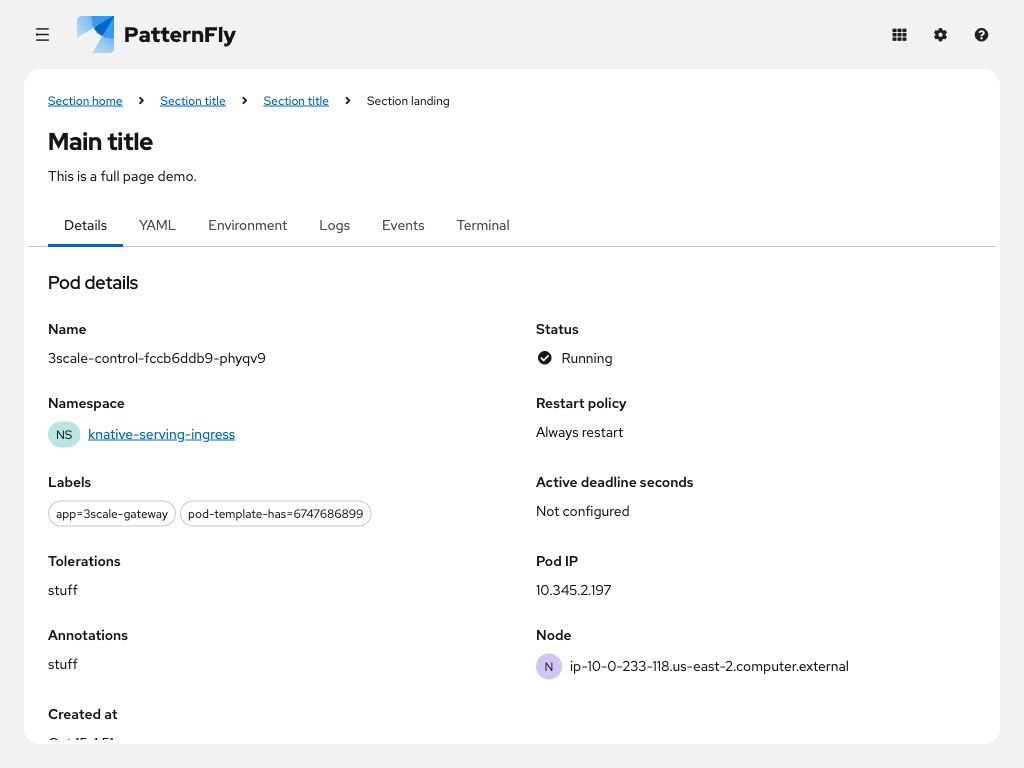 PatternFly
Section home Section title Section title Section landing
Main title
This is a full page demo.
Details YAML Environment Logs Events Terminal
Pod details
Name
3scale-control-fccb6ddb9-phyqv9
Status
Running
Namespace
NS knative-serving-ingress
Restart policy
Always restart
Labels
app=3scale-gateway pod-template-has=6747686899
Active deadline seconds
Not configured
Tolerations
stuff
Pod IP
10.345.2.197
Annotations
stuff
Node
N ip-10-0-233-118.us-east-2.computer.external
Created at